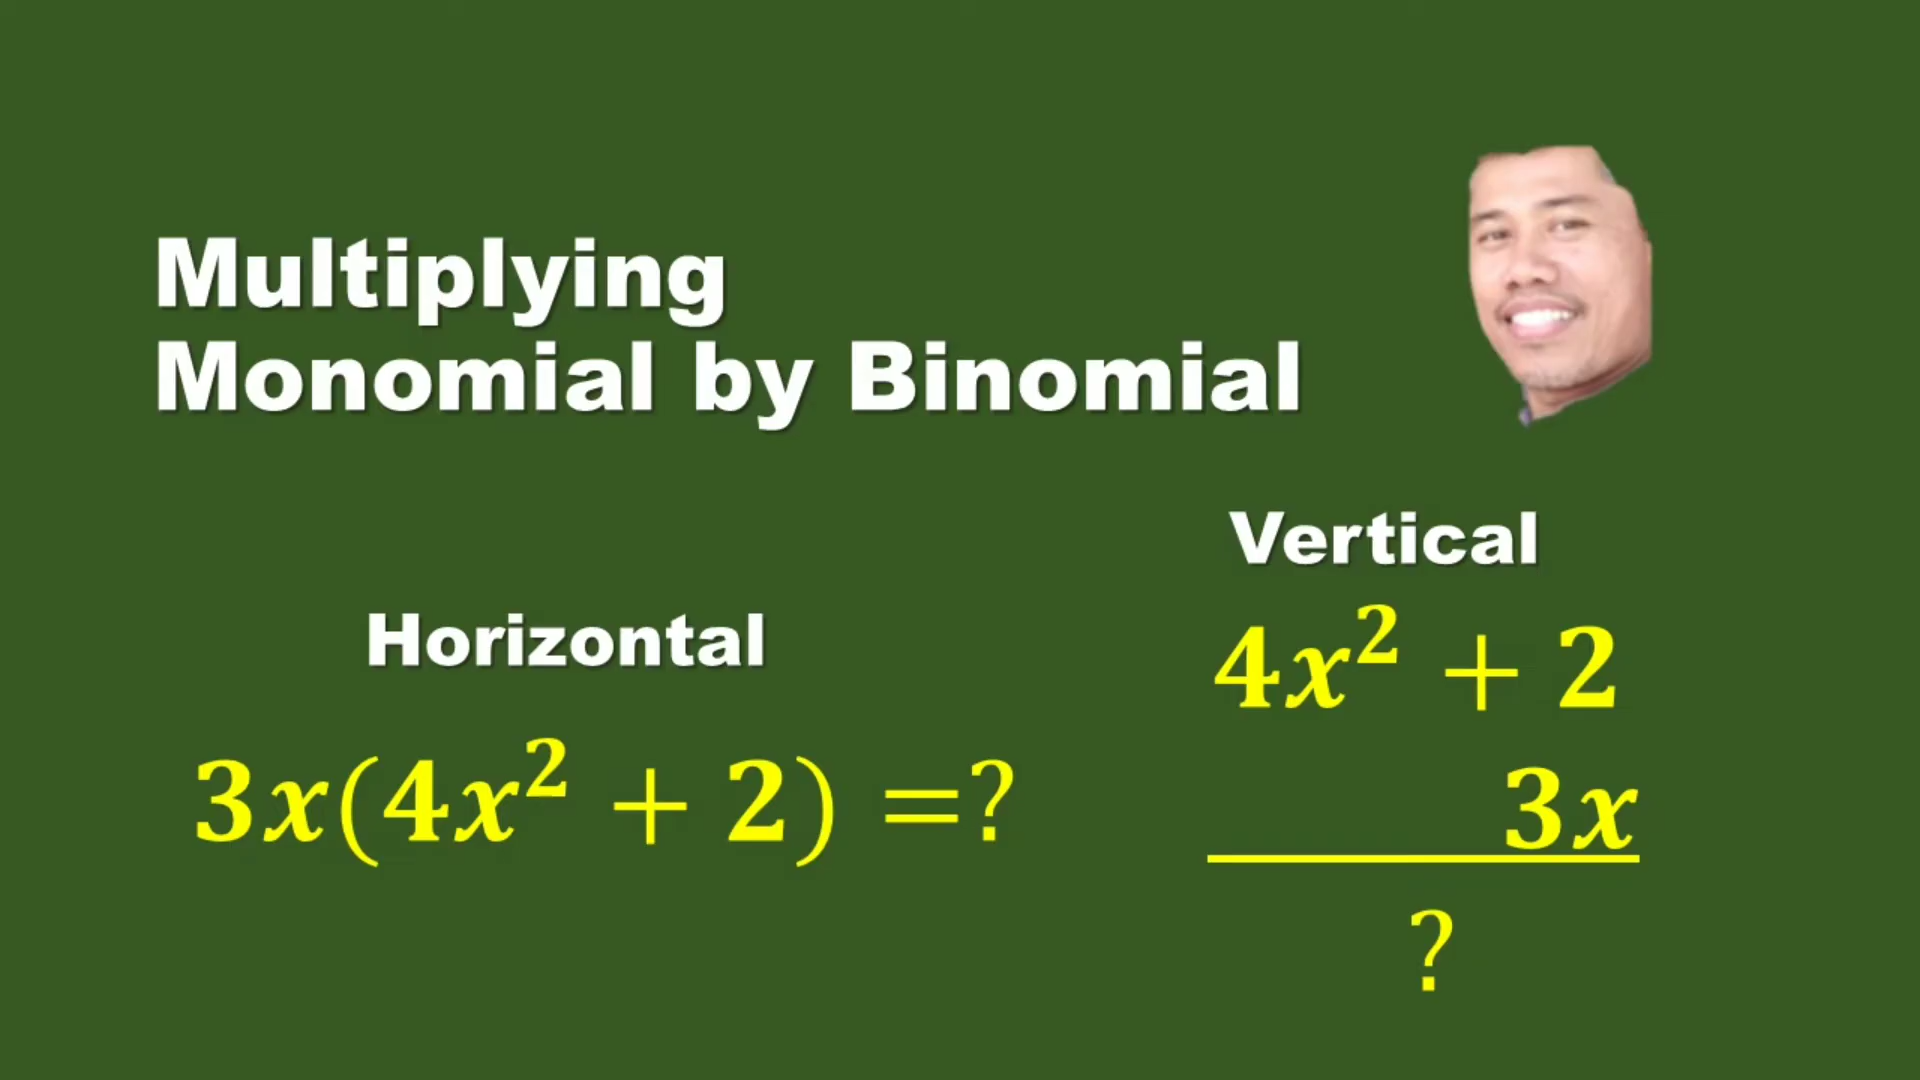 Multiplying
Monomial by Binomial
Horizontal
3x(4x² + 2) =?
Vertical
4x² + 2
3x
?